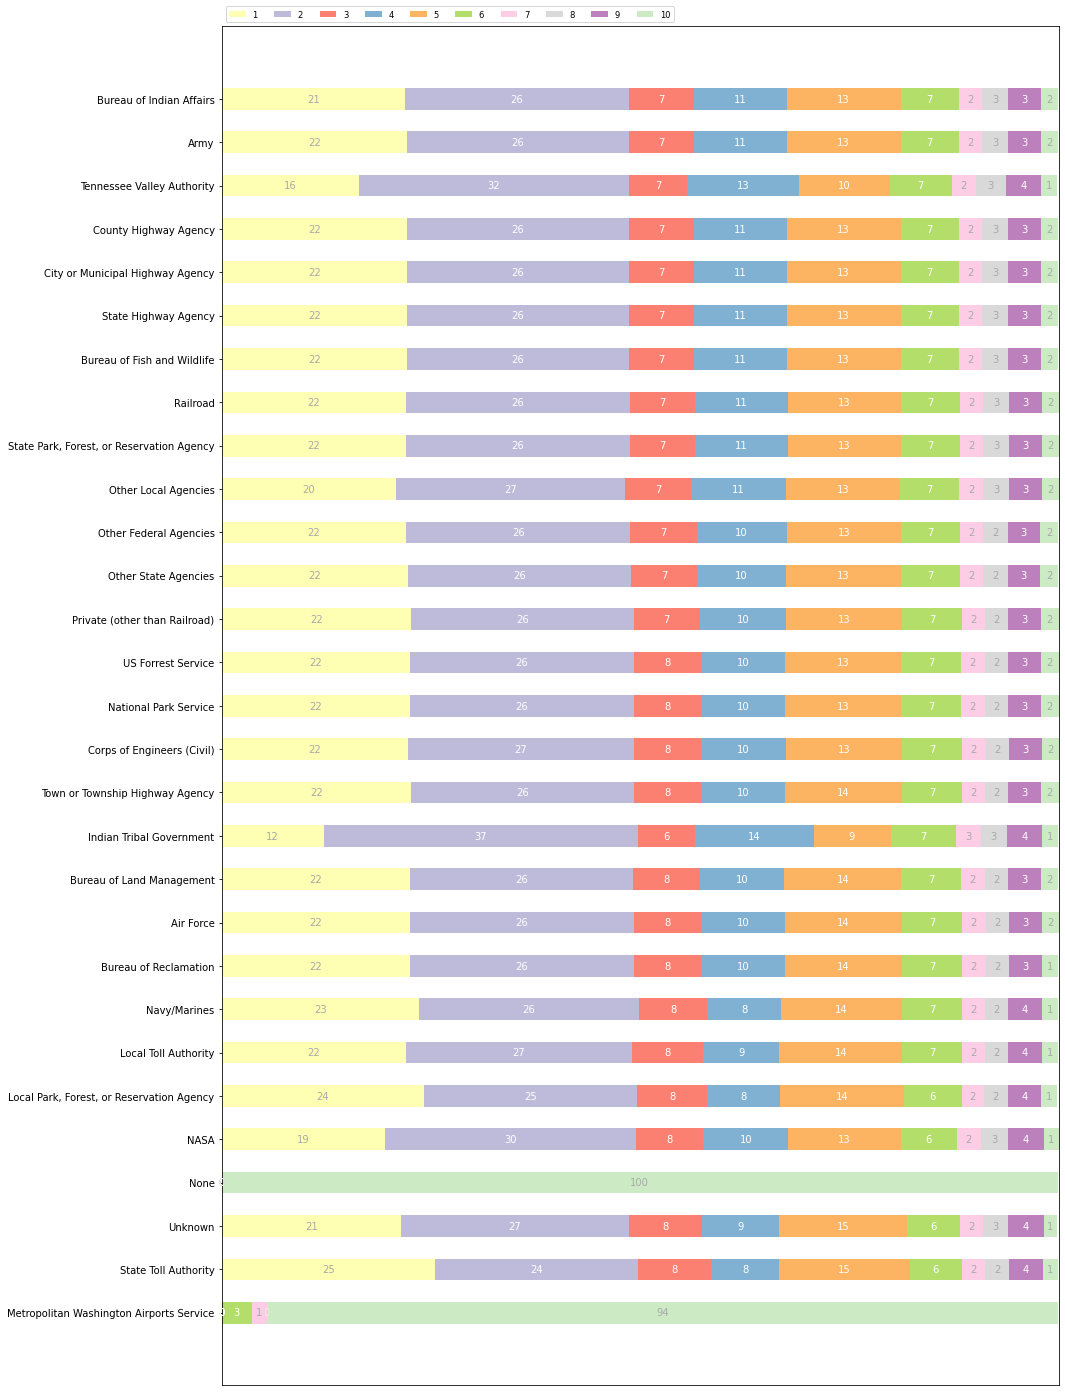 1 2 3 4 5 6 7 8 9 10
Bureau of Indian Affairs 21 26 7 11 13 7 2 3 3 2
Army 22 26 7 11 13 7 2 3 3 2
Tennessee Valley Authority 16 32 7 13 10 7 2 3 4 1
County Highway Agency 22 26 7 11 13 7 2 3 3 2
City or Municipal Highway Agency 22 26 7 11 13 7 2 3 3 2
State Highway Agency 22 26 7 11 13 7 2 3 3 2
Bureau of Fish and Wildlife 22 26 7 11 13 7 2 3 3 2
Railroad 22 26 7 11 13 7 2 3 3 2
State Park, Forest, or Reservation Agency 22 26 7 11 13 7 2 3 3 2
Other Local Agencies 20 27 7 11 13 7 2 3 3 2
Other Federal Agencies 22 26 7 10 13 7 2 2 3 2
Other State Agencies 22 26 7 10 13 7 2 2 3 2
Private (other than Railroad) 22 26 7 10 13 7 2 2 3 2
US Forrest Service 22 26 8 10 13 7 2 2 3 2
National Park Service 22 26 8 10 13 7 2 2 3 2
Corps of Engineers (Civil) 22 27 8 10 13 7 2 2 3 2
Town or Township Highway Agency 22 26 8 10 14 7 2 2 3 2
Indian Tribal Government 12 37 6 14 9 7 3 3 4 1
Bureau of Land Management 22 26 8 10 14 7 2 2 3 2
Air Force 22 26 8 10 14 7 2 2 3 2
Bureau of Reclamation 22 26 8 10 14 7 2 2 3 1
Navy/Marines 23 26 8 8 14 7 2 2 4 1
Local Toll Authority 22 27 8 9 14 7 2 2 4 1
Local Park, Forest, or Reservation Agency 24 25 8 8 14 6 2 2 4 1
NASA 19 30 8 10 13 6 2 3 4 1
None 100
Unknown 21 27 8 9 15 6 2 3 4 1
State Toll Authority 25 24 8 8 15 6 2 2 4 1
Metropolitan Washington Airports Service 3 1 94